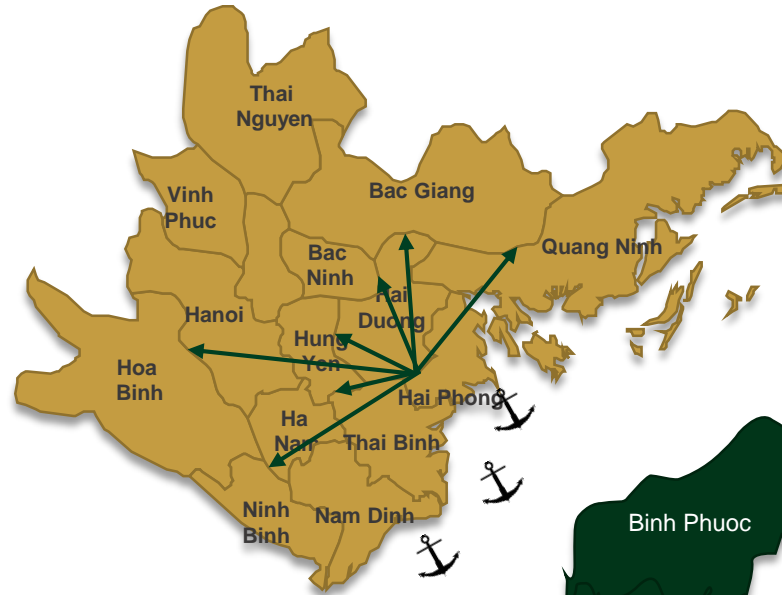 Thai
Nguyen
Bac Giang
Vinh
Phuc
Quang Ninh
Bac
Ninh
Hai
Duong
Hanoi
Hung
Yen
Hoa
Binh
Hai Phong
Ha
Nan
Thai Binh
Ninh
Binh
Nam Dinh
Binh Phuoc